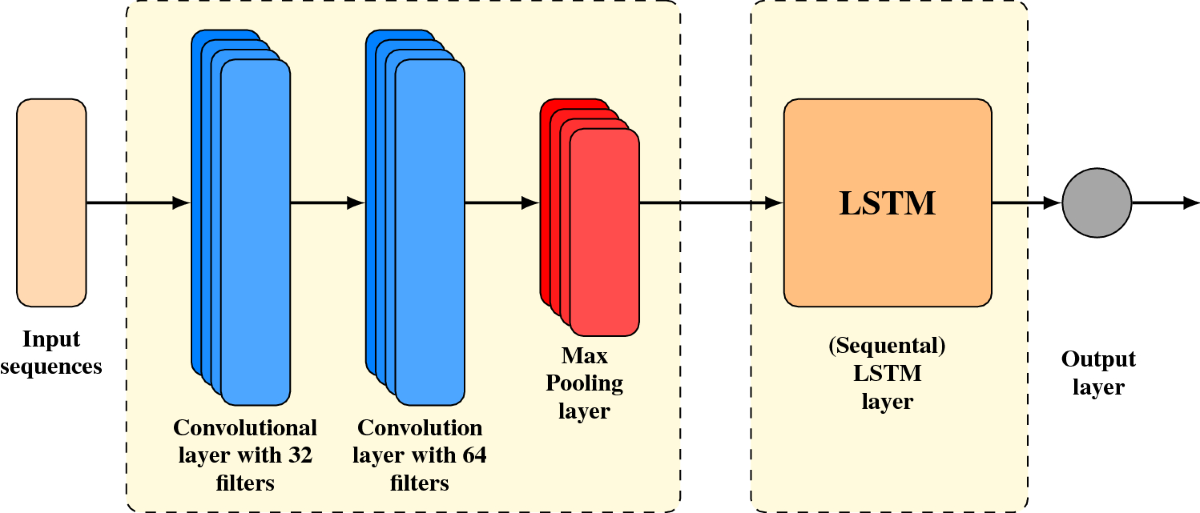 Input
sequences
Convolutional
layer with 32
filters
Convolution
layer with 64
filters
Max
Pooling
layer
LSTM
(Sequental)
LSTM
layer
Output
layer